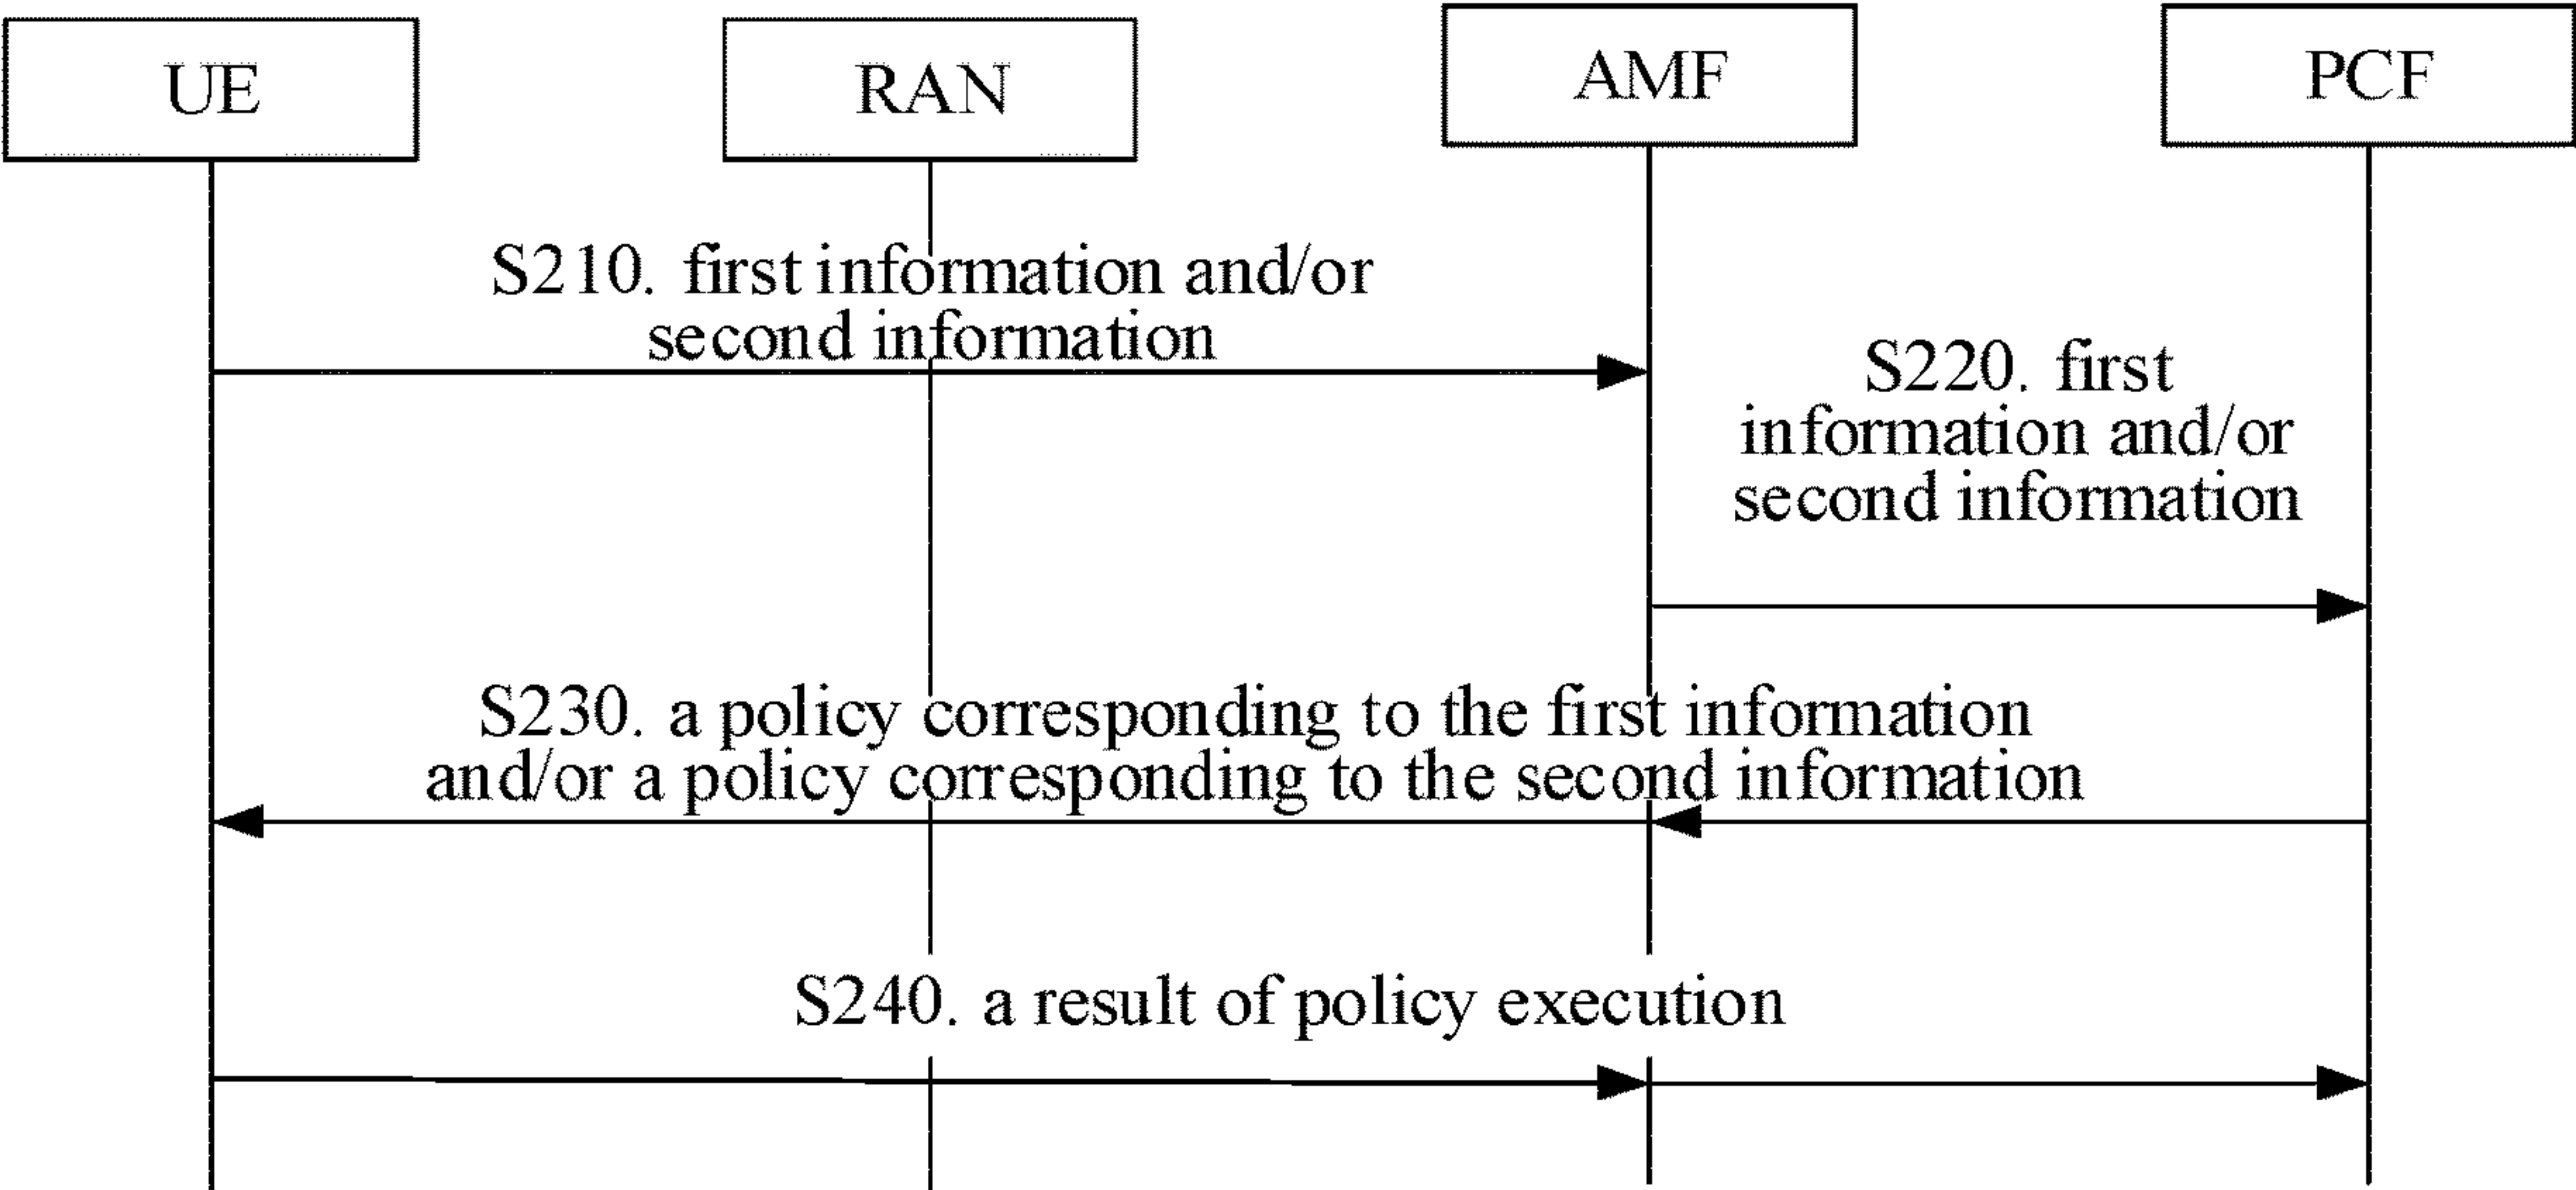 UE
RAN
AMF
PCF
S210. first information and/or
second information
S220. first
information and/or
second information
S230. a policy corresponding to the first information
and/or a policy corresponding to the second information
S240. a result of policy execution